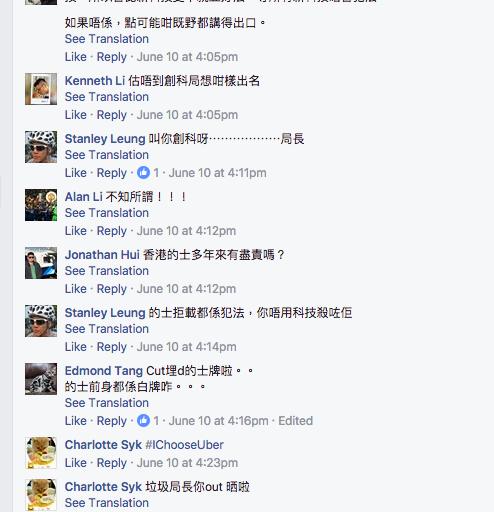 如果唔係，點可能咁既野都講得出口。
See Translation
Like · Reply · June 10 at 4:05pm
Kenneth Li 估唔到創科局想咁樣出名
See Translation
Like · Reply · June 10 at 4:05pm
Stanley Leung 叫你創科呀⋯⋯⋯⋯⋯⋯局長
See Translation
Like · Reply · 1 · June 10 at 4:11pm
Alan Li 不知所謂！！！
See Translation
Like · Reply · June 10 at 4:12pm
Jonathan Hui 香港的士多年來有盡責嗎？
See Translation
Like · Reply · June 10 at 4:12pm
Stanley Leung 的士拒載都係犯法，你唔用科技殺咗佢
See Translation
Like · Reply · June 10 at 4:14pm
Edmond Tang Cut埋d的士牌啦。。
的士前身都係白牌咋。。。
See Translation
Like · Reply · 1 · June 10 at 4:16pm · Edited
Charlotte Syk #IChooseUber
Like · Reply · June 10 at 4:23pm
Charlotte Syk 垃圾局長你out 晒啦
See Translation